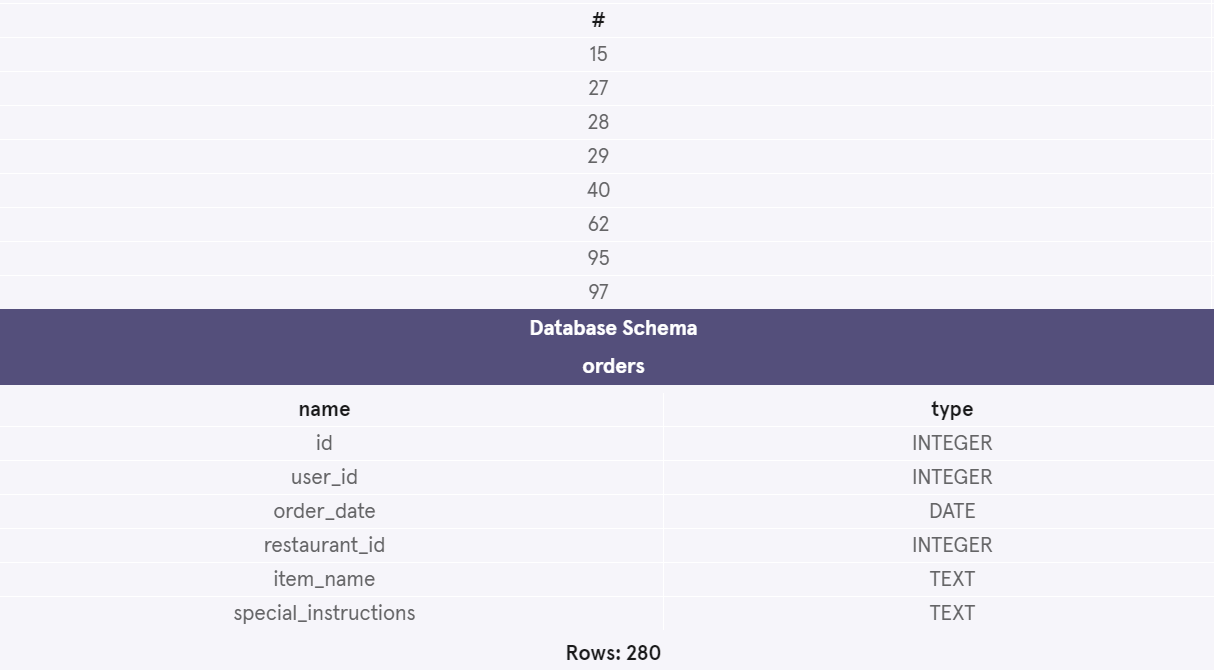 #
15
27
28
29
40
62
95
97
Database Schema
orders
name type
id INTEGER
user_id INTEGER
order_date DATE
restaurant_id INTEGER
item_name TEXT
special_instructions TEXT
Rows: 280